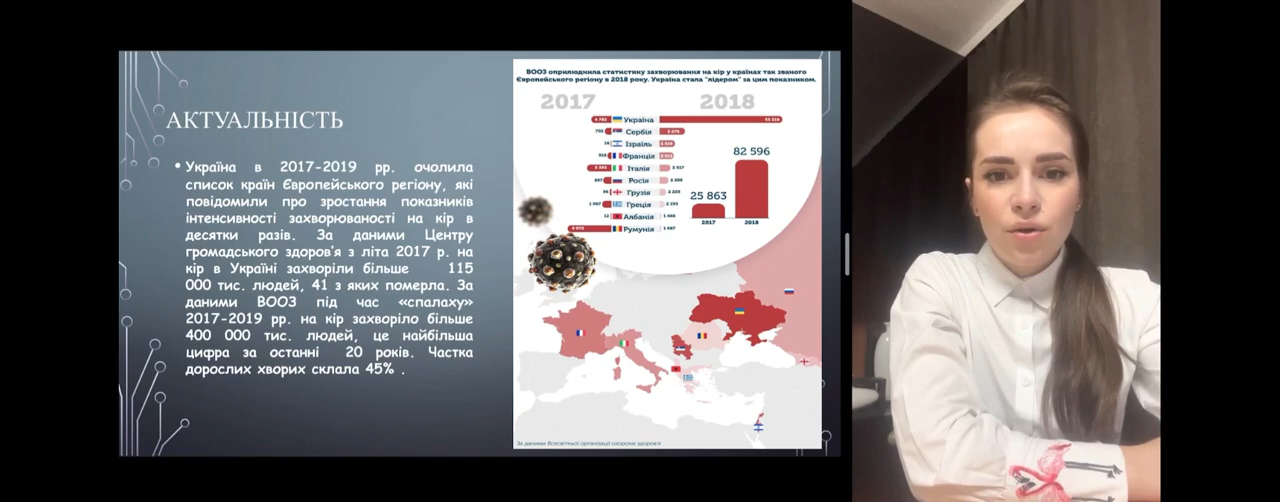 АКТУАЛЬНІСТЬ
• Україна в 2017-2019 рр. очолила
список країн Європейського регіону, які
повідомили про зростання показників
інтенсивності захворюваності на кір в
десятки разів. За даними Центру
громадського здоров'я з літа 2017 р. на
кір в Україні захворіли більше 115
000 тис. людей, 41 з яких померла. За
даними ВООЗ під час «спалаху»
2017-2019 рр. на кір захворіло більше
400 000 тис. людей, це найбільша
цифра за останні 20 років. Частка
дорослих хворих склала 45% .
ВООЗ оприлюднила статистику захворювання на кір у країнах так званого
Європейського регіону в 2018 року. Україна стала "лідером" за цим показником.
2017 2018
Україна
Сербія
Ізраїль
Франція
Італія
Росія
Грузія
Греція
Албанія
Румунія
82 596
25 863
2017 2018
За даними Всесвітньої організації охорони здоров'я